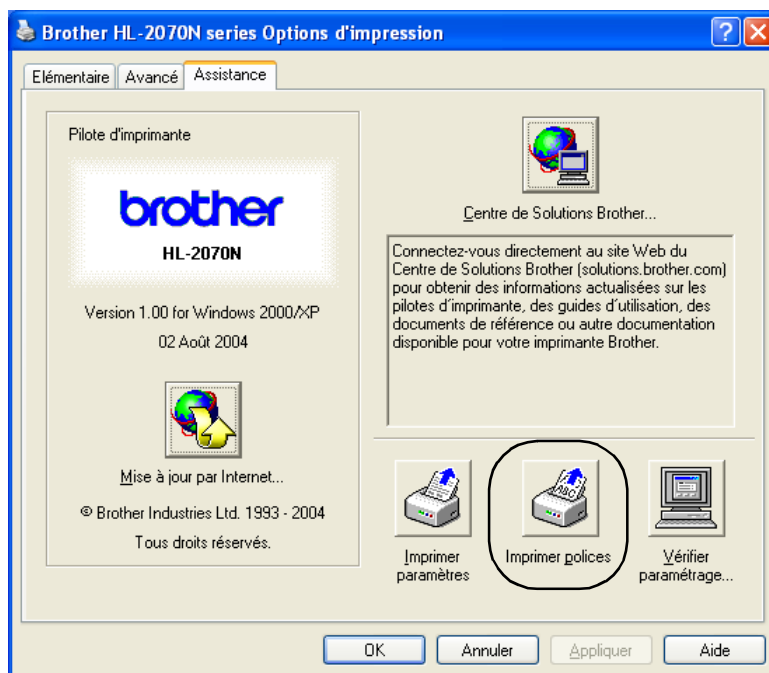 Brother HL-2070N series Options d'impression
Elémentaire
Avancé
Assistance
Pilote d'imprimante
brother
HL-2070N
Version 1.00 for Windows 2000/XP
02 Août 2004
Mise à jour par Internet...
© Brother Industries Ltd. 1993 - 2004
Tous droits réservés.
Centre de Solutions Brother...
Connectez-vous directement au site Web du
Centre de Solutions Brother (solutions.brother.com)
pour obtenir des informations actualisées sur les
pilotes d'imprimante, des guides d'utilisation, des
documents de référence ou autre documentation
disponible pour votre imprimante Brother.
Imprimer
paramètres
ABC
Imprimer polices
Vérifier
paramétrage...
OK
Annuler
Appliquer
Aide